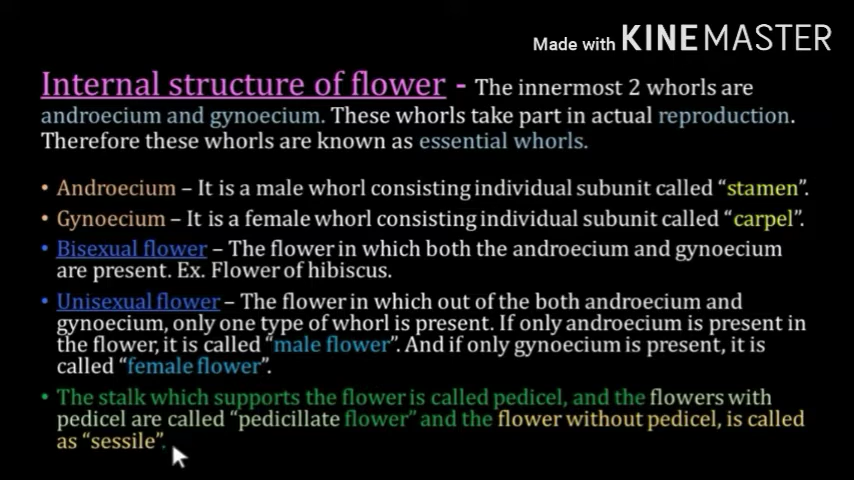 Made with KINEMASTER
Internal structure of flower - The innermost 2 whorls are
androecium and gynoecium. These whorls take part in actual reproduction.
Therefore these whorls are known as essential whorls.
• Androecium – It is a male whorl consisting individual subunit called “stamen”.
• Gynoecium – It is a female whorl consisting individual subunit called “carpel”.
• Bisexual flower – The flower in which both the androecium and gynoecium
are present. Ex. Flower of hibiscus.
• Unisexual flower – The flower in which out of the both androecium and
gynoecium, only one type of whorl is present. If only androecium is present in
the flower, it is called “male flower”. And if only gynoecium is present, it is
called “female flower”.
• The stalk which supports the flower is called pedicel, and the flowers with
pedicel are called “pedicillate flower” and the flower without pedicel, is called
as “sessile”.